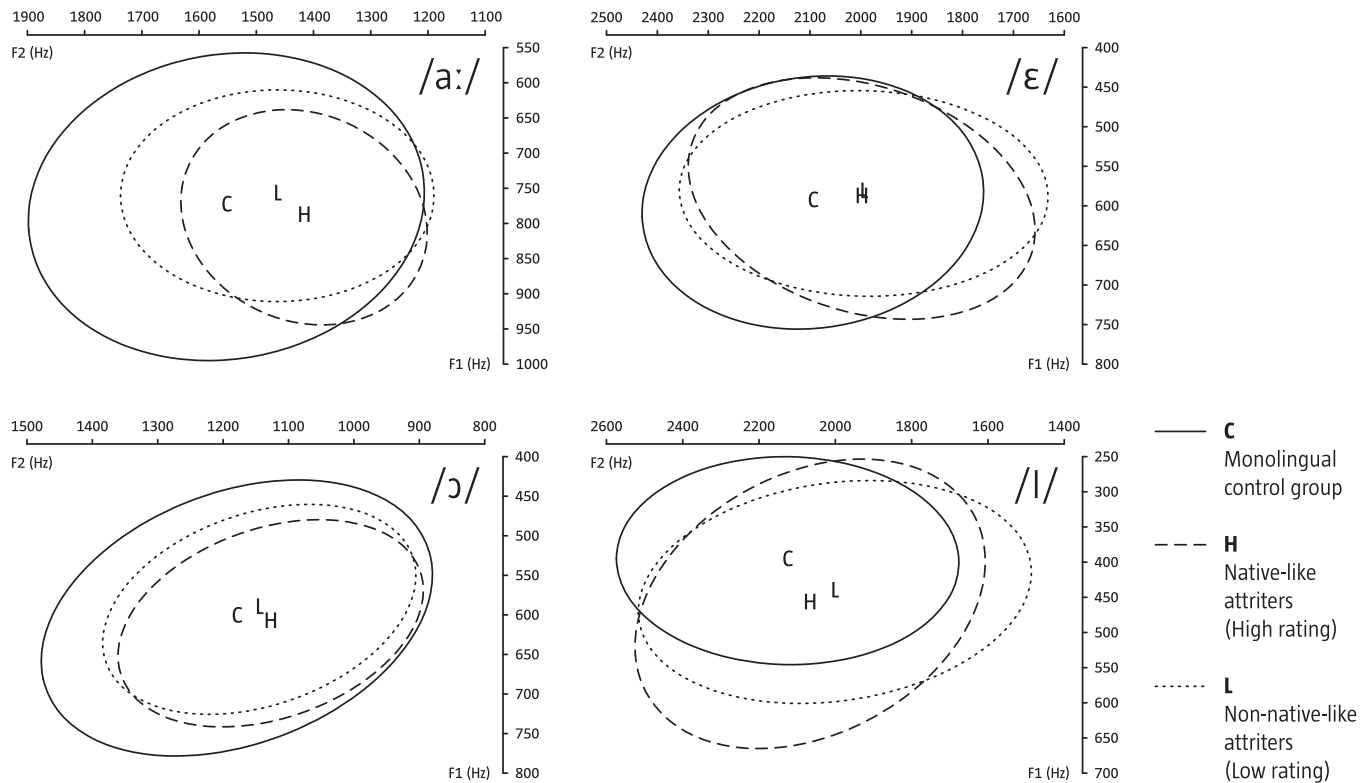 1900 1800 1700 1600 1500 1400 1300 1200 1100
F2 (Hz)
/aː/
550
600
650
700
750
800
850
900
950
1000
C
L
H
F1 (Hz)
2500 2400 2300 2200 2100 2000 1900 1800 1700 1600
F2 (Hz)
/ɛ/
400
450
500
550
600
650
700
750
800
C
L
H
F1 (Hz)
1500 1400 1300 1200 1100 1000 900 800
F2 (Hz)
/ɔ/
400
450
500
550
600
650
700
750
800
C
L
H
F1 (Hz)
2600 2400 2200 2000 1800 1600 1400
F2 (Hz)
/I/
250
300
350
400
450
500
550
600
650
700
C
L
H
F1 (Hz)
C
Monolingual
control group
H
Native-like
attriters
(High rating)
L
Non-native-like
attriters
(Low rating)